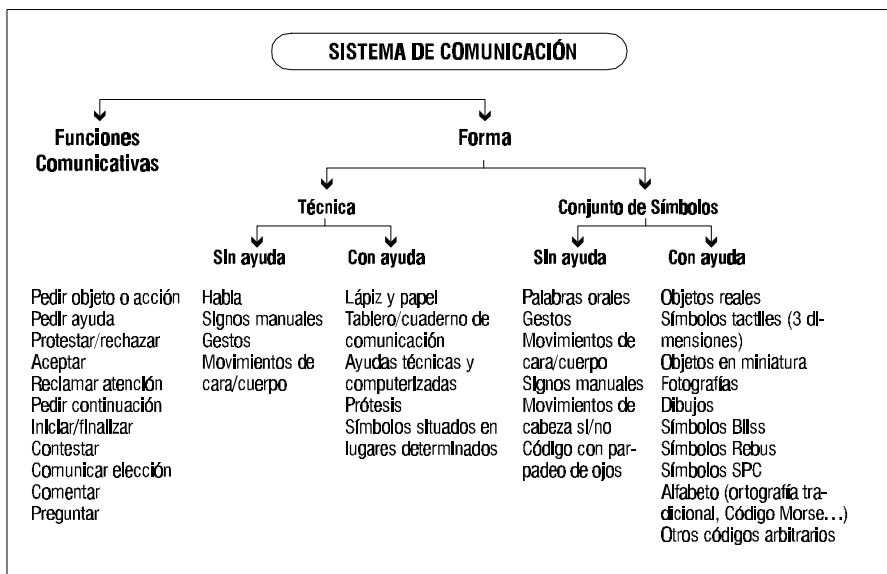 SISTEMA DE COMUNICACIÓN
Funciones
Comunicativas
Forma
Técnica
Conjunto de Símbolos
Sin ayuda
Con ayuda
Sin ayuda
Con ayuda
Pedir objeto o acción
Pedir ayuda
Protestar/rechazar
Aceptar
Reclamar atención
Pedir continuación
Iniciar/finalizar
Contestar
Comunicar elección
Comentar
Preguntar
Habla
Signos manuales
Gestos
Movimientos de
cara/cuerpo
Lápiz y papel
Tablero/cuaderno de
comunicación
Ayudas técnicas y
computerizadas
Prótesis
Símbolos situados en
lugares determinados
Palabras orales
Gestos
Movimientos de
cara/cuerpo
Signos manuales
Movimientos de
cabeza si/no
Código con par-
padeo de ojos
Objetos reales
Símbolos tactiles (3 di-
mensiones)
Objetos en miniatura
Fotografías
Dibujos
Símbolos Bliss
Símbolos Rebus
Símbolos SPC
Alfabeto (ortografía tra-
dicional, Código Morse...)
Otros códigos arbitrarios